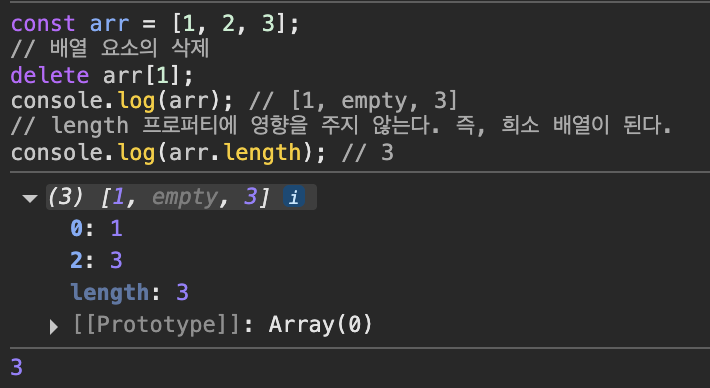 const arr = [1, 2, 3];
// 배열 요소의 삭제
delete arr[1];
console.log(arr); // [1, empty, 3]
// length 프로퍼티에 영향을 주지 않는다. 즉, 희소 배열이 된다.
console.log(arr.length); // 3
▼ (3) [1, empty, 3] i
0: 1
2: 3
length: 3
▶ [[Prototype]]: Array(0)
3